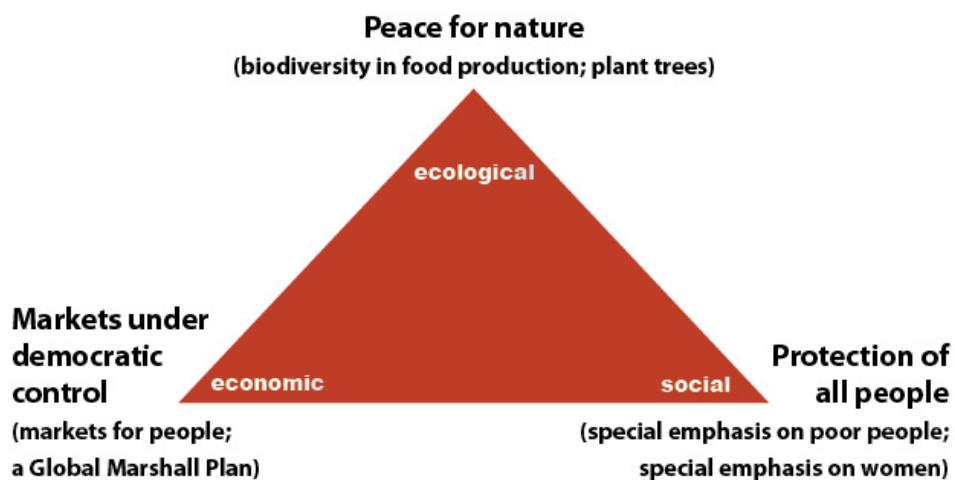 Peace for nature
(biodiversity in food production; plant trees)
ecological
Markets under
democratic
control
(markets for people;
a Global Marshall Plan)
economic
social
Protection of
all people
(special emphasis on poor people;
special emphasis on women)